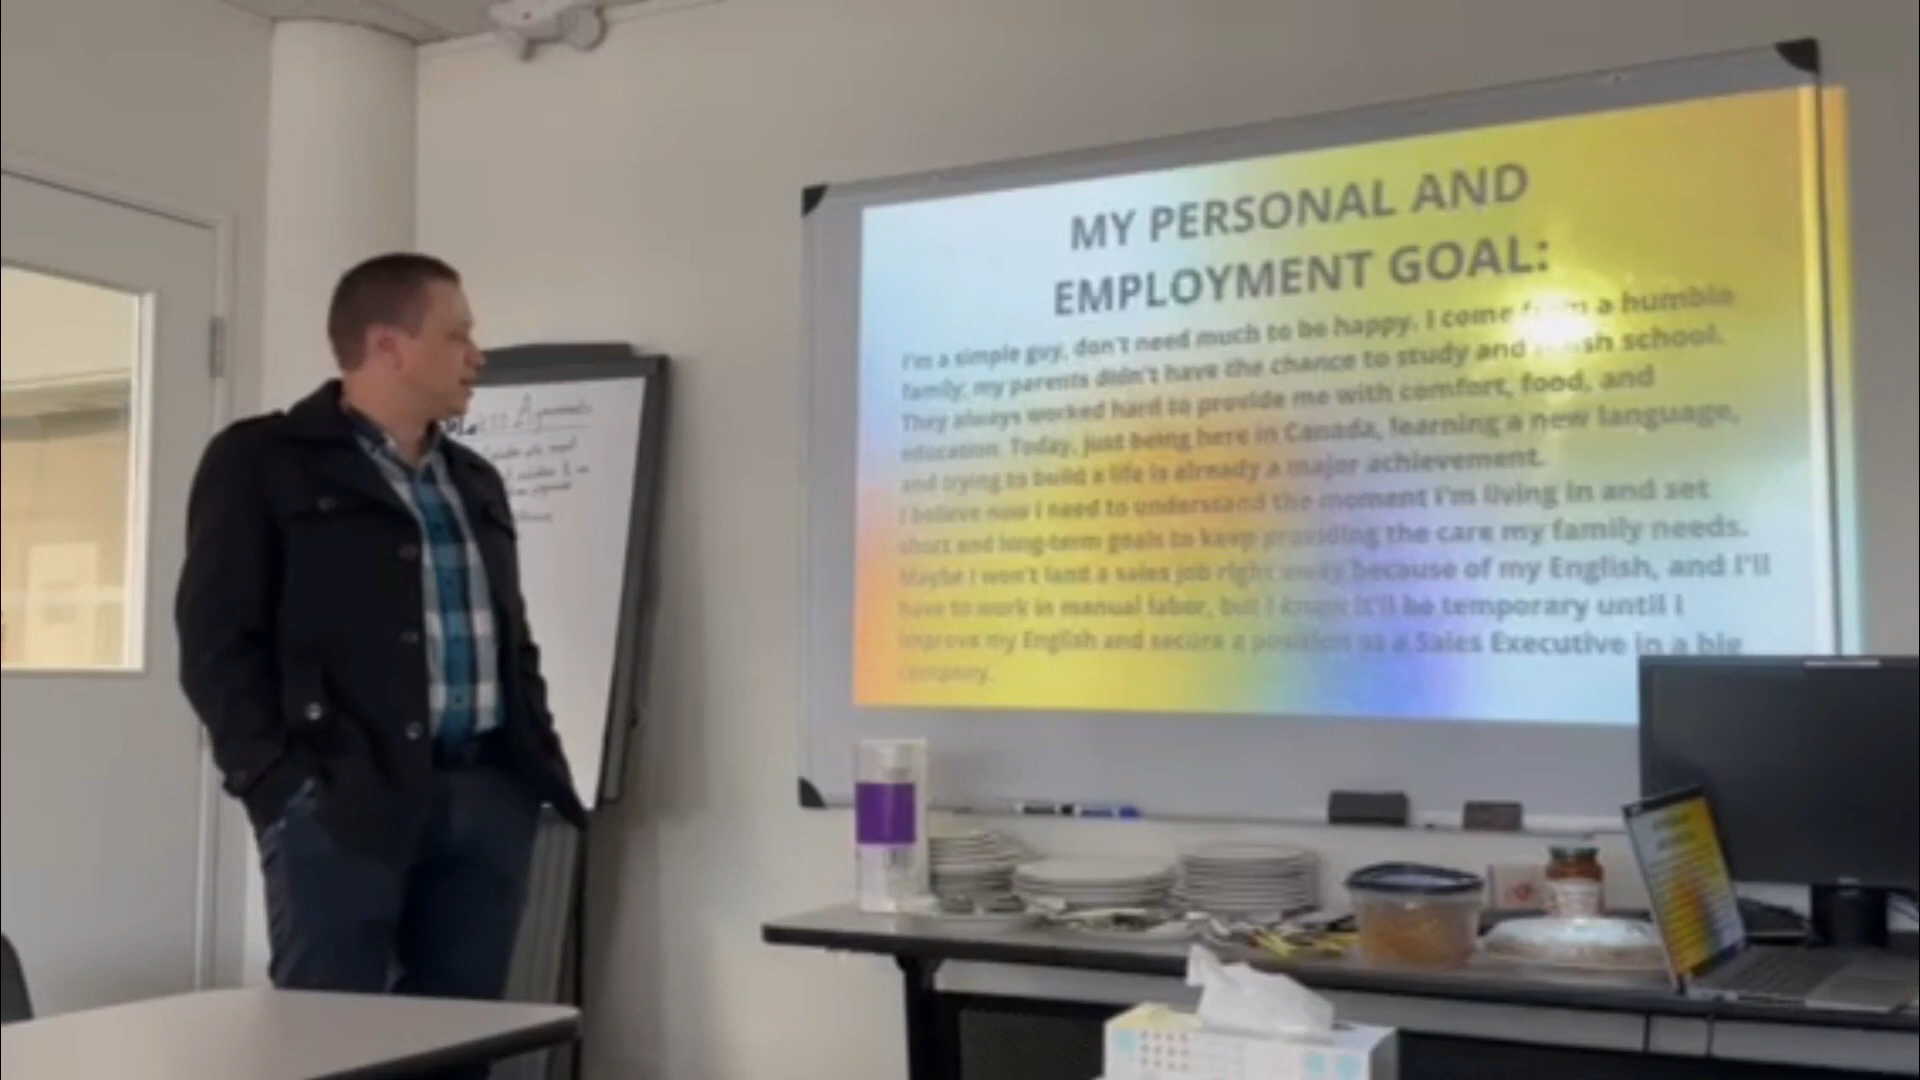 MY PERSONAL AND
EMPLOYMENT GOAL:
I'm a simple guy, don't need much to be happy. I come from a humble
family; my parents didn't have the chance to study and finish school.
They always worked hard to provide me with comfort, food, and
education. Today, just being here in Canada, learning a new language,
and trying to build a life is already a major achievement.
I believe now I need to understand the moment I'm living in and set
short and long-term goals to keep providing the care my family needs.
Maybe I won't land a sales job right away because of my English, and I'll
have to work in manual labor, but I know it'll be temporary until I
improve my English and secure a position as a Sales Executive in a big
company.